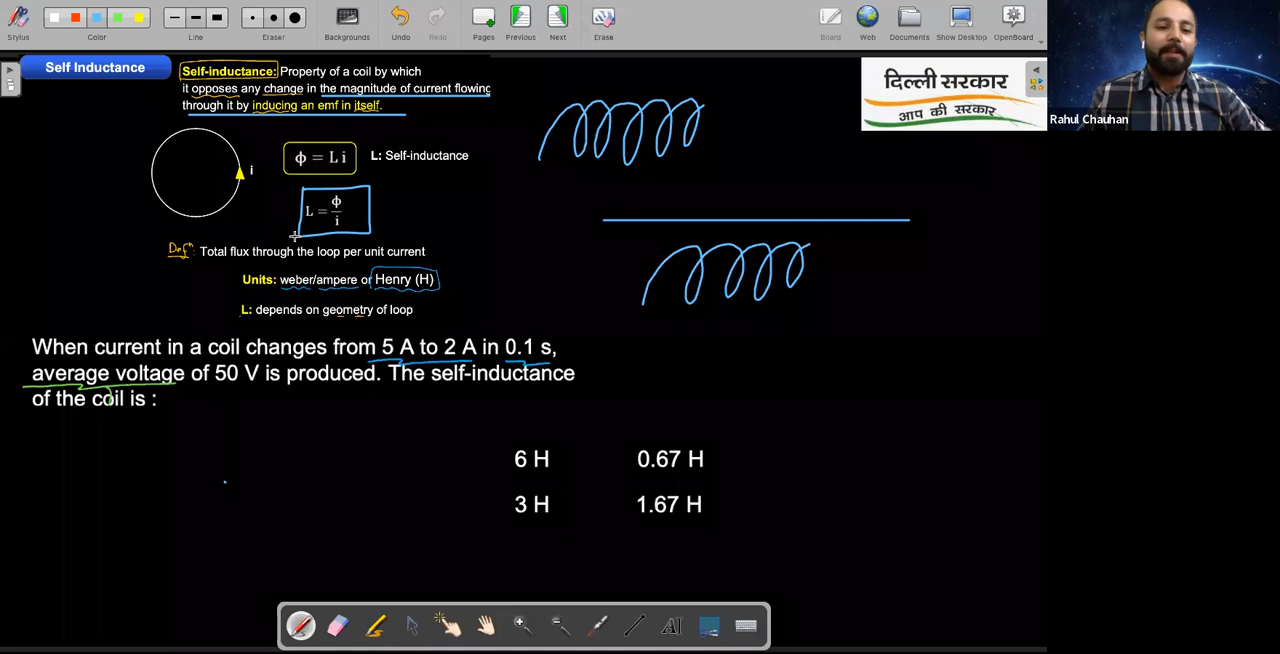 Stylus
Color
Line
Eraser
Backgrounds
Undo
Redo
Pages
Previous
Next
Erase
Board
Web
Documents
Show Desktop
OpenBoard
Self Inductance
Self-inductance: Property of a coil by which
it opposes any change in the magnitude of current flowing
through it by inducing an emf in itself.
i
ϕ = L i
L: Self-inductance
L = ϕ/i
Defⁿ: Total flux through the loop per unit current
Units: weber/ampere or Henry (H)
L: depends on geometry of loop
When current in a coil changes from 5 A to 2 A in 0.1 s,
average voltage of 50 V is produced. The self-inductance
of the coil is :
6 H 0.67 H
3 H 1.67 H
दिल्ली सरकार
आप की सरकार
Rahul Chauhan
AI